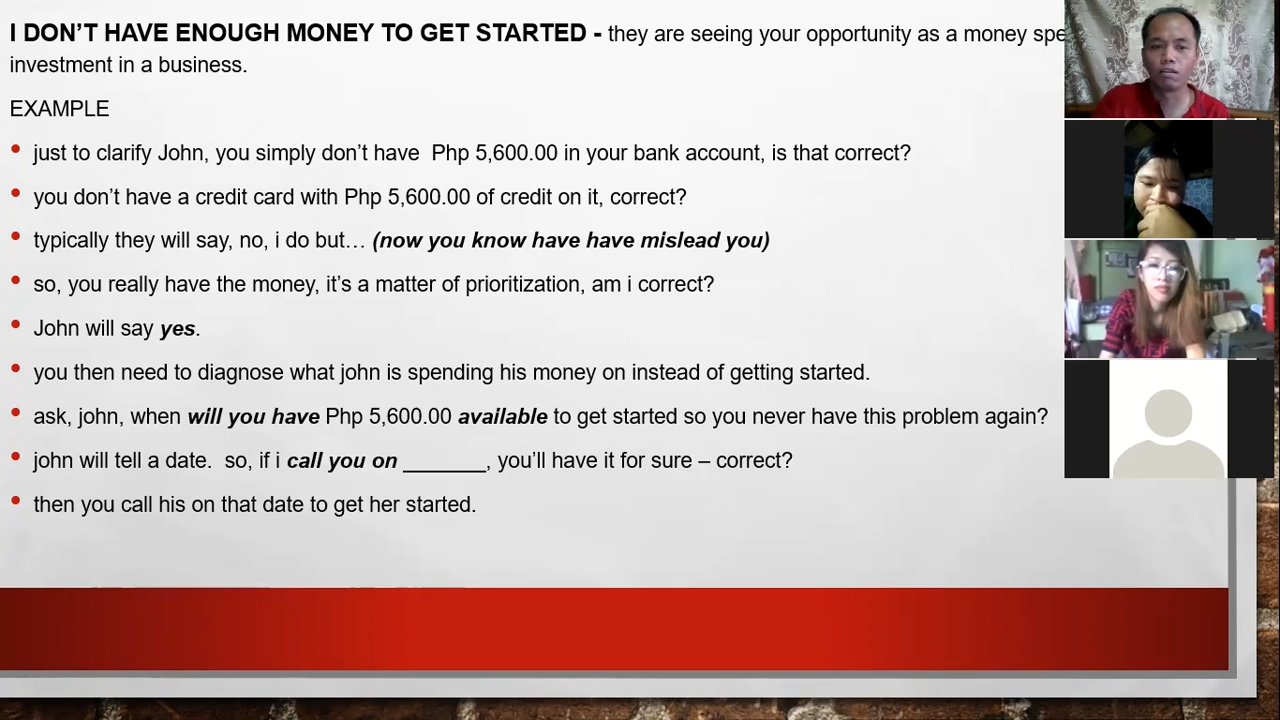 I DON’T HAVE ENOUGH MONEY TO GET STARTED - they are seeing your opportunity as a money
investment in a business.
EXAMPLE
• just to clarify John, you simply don’t have  Php 5,600.00 in your bank account, is that correct?
• you don’t have a credit card with Php 5,600.00 of credit on it, correct?
• typically they will say, no, i do but… (now you know have have mislead you)
• so, you really have the money, it’s a matter of prioritization, am i correct?
• John will say yes.
• you then need to diagnose what john is spending his money on instead of getting started.
• ask, john, when will you have Php 5,600.00 available to get started so you never have this problem again?
• john will tell a date.  so, if i call you on _______, you’ll have it for sure – correct?
• then you call his on that date to get her started.